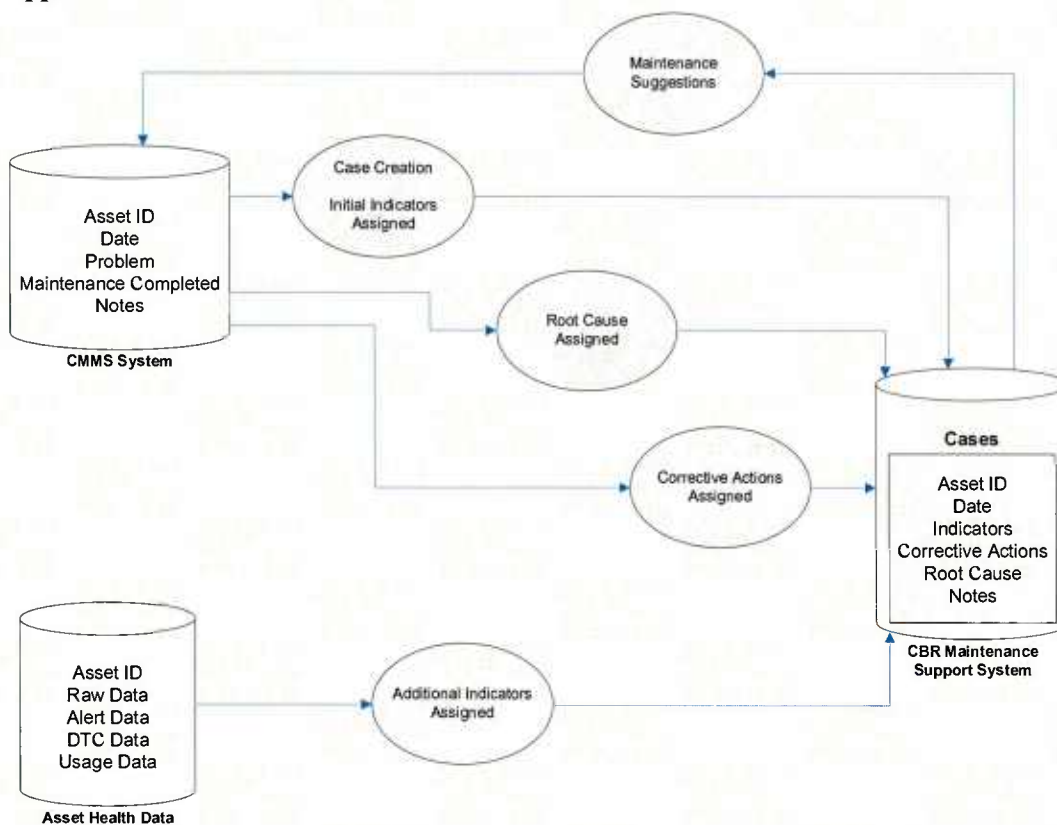 Maintenance
Suggestions
Case Creation
Initial Indicators
Assigned
Asset ID
Date
Problem
Maintenance Completed
Notes
CMMS System
Root Cause
Assigned
Corrective Actions
Assigned
Cases
Asset ID
Date
Indicators
Corrective Actions
Root Cause
Notes
CBR Maintenance
Support System
Asset ID
Raw Data
Alert Data
DTC Data
Usage Data
Additional Indicators
Assigned
Asset Health Data